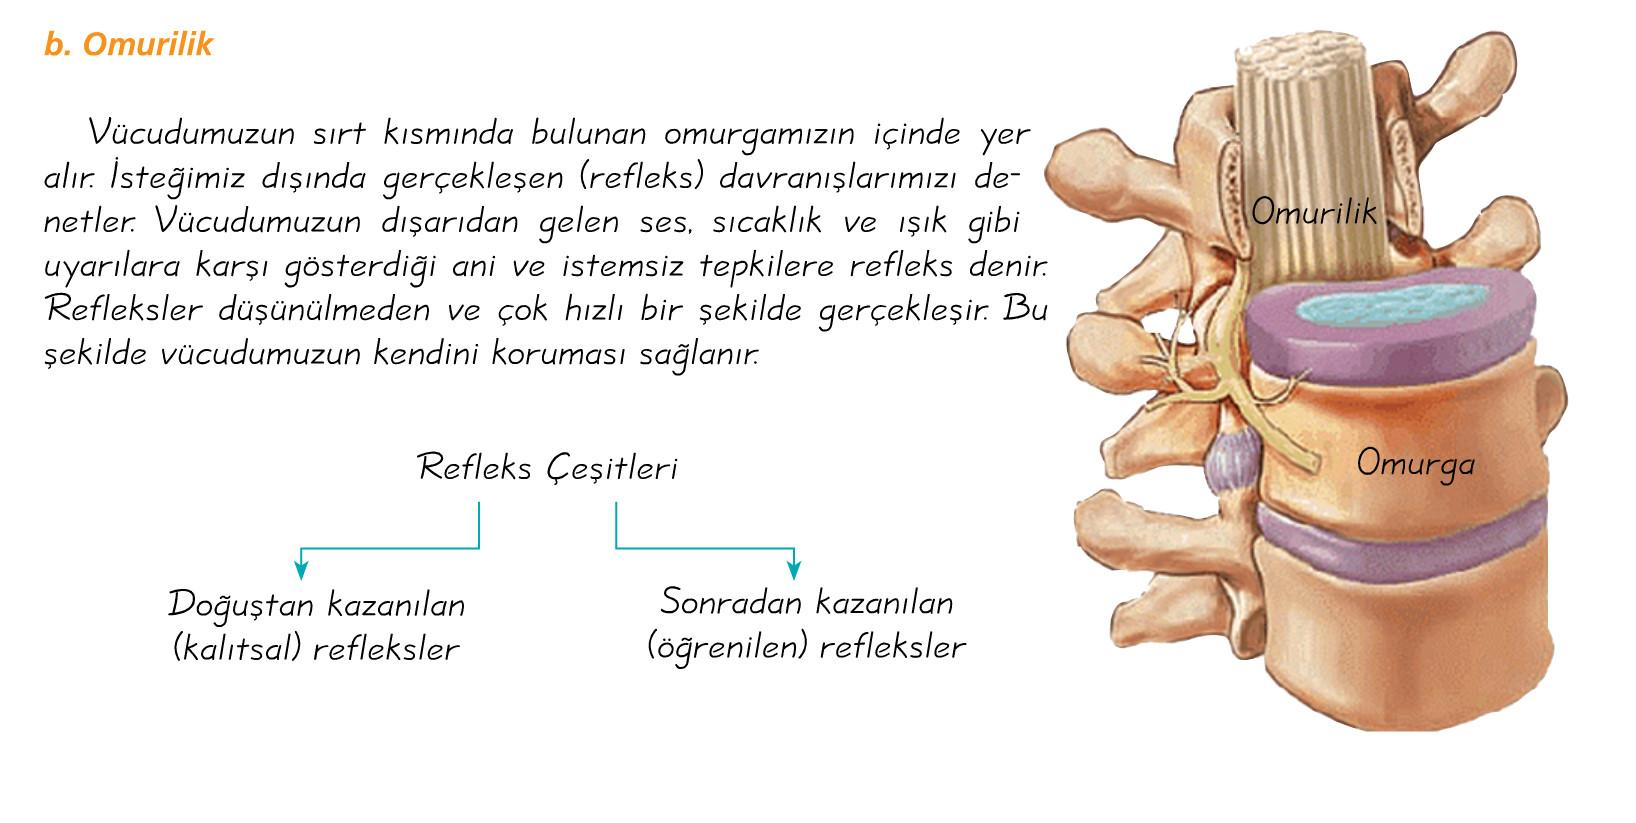 b. Omurilik
Vücudumuzun sırt kısmında bulunan omurgamızın içinde yer
alır. İsteğimiz dışında gerçekleşen (refleks) davranışlarımızı de-
netler. Vücudumuzun dışarıdan gelen ses, sıcaklık ve ışık gibi
uyarılara karşı gösterdiği ani ve istemsiz tepkilere refleks denir.
Refleksler düşünülmeden ve çok hızlı bir şekilde gerçekleşir. Bu
şekilde vücudumuzun kendini koruması sağlanır.
Refleks Çeşitleri
Doğuştan kazanılan
(kalıtsal) refleksler
Sonradan kazanılan
(öğrenilen) refleksler
Omurilik
Omurga